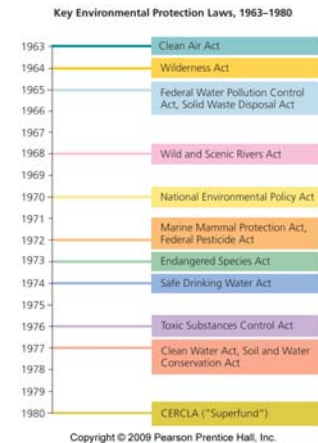 Key Environmental Protection Laws, 1963–1980
1963
Clean Air Act
1964
Wilderness Act
1965
Federal Water Pollution Control
Act, Solid Waste Disposal Act
1966
1967
1968
Wild and Scenic Rivers Act
1969
1970
National Environmental Policy Act
1971
Marine Mammal Protection Act,
Federal Pesticide Act
1972
1973
Endangered Species Act
1974
Safe Drinking Water Act
1975
1976
Toxic Substances Control Act
1977
Clean Water Act, Soil and Water
Conservation Act
1978
1979
1980
CERCLA ("Superfund")
Copyright © 2009 Pearson Prentice Hall, Inc.